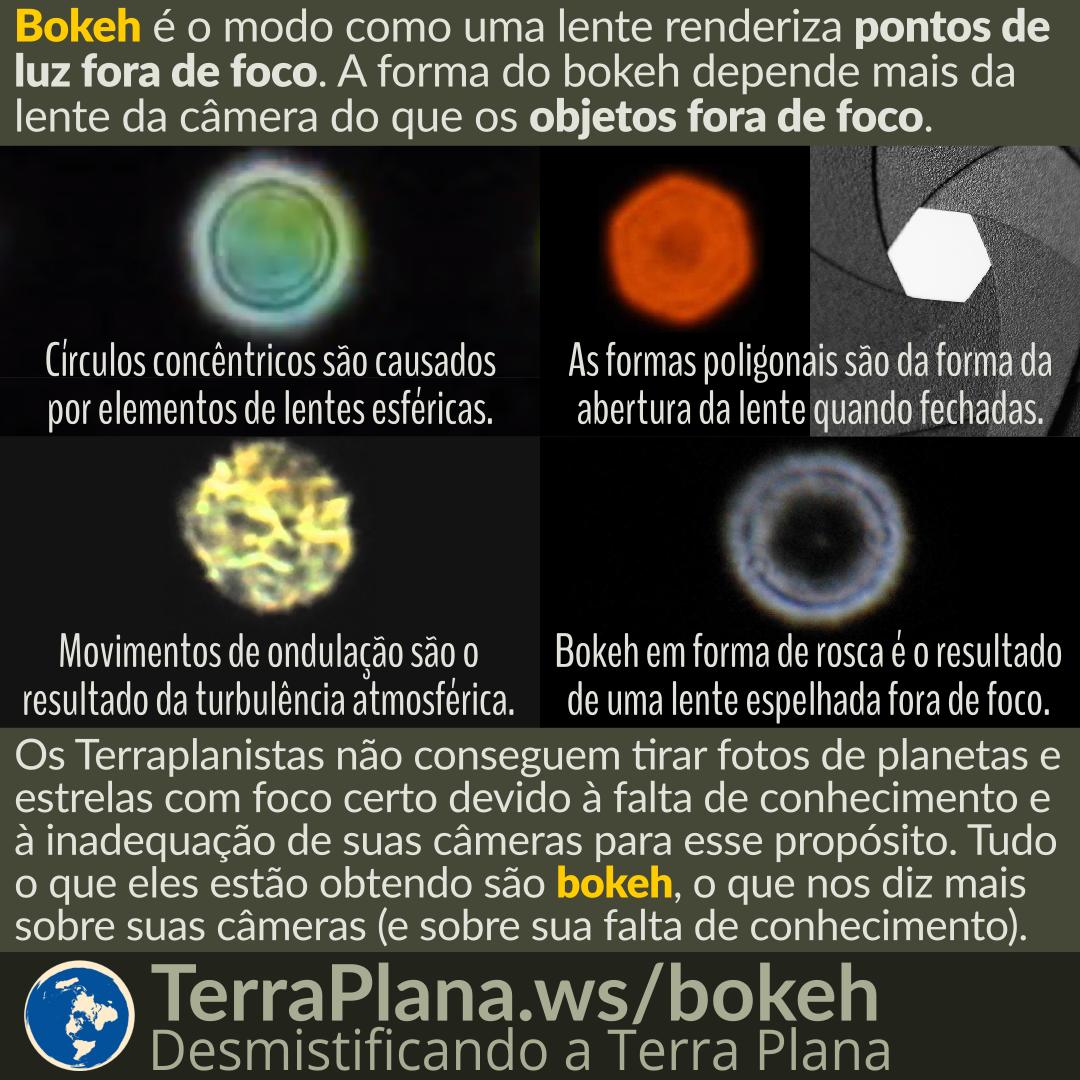 Bokeh é o modo como uma lente renderiza pontos de
luz fora de foco. A forma do bokeh depende mais da
lente da câmera do que os objetos fora de foco.
Círculos concêntricos são causados
por elementos de lentes esféricas.
As formas poligonais são da forma da
abertura da lente quando fechadas.
Movimentos de ondulação são o
resultado da turbulência atmosférica.
Bokeh em forma de rosca é o resultado
de uma lente espelhada fora de foco.
Os Terraplanistas não conseguem tirar fotos de planetas e
estrelas com foco certo devido à falta de conhecimento e
à inadequação de suas câmeras para esse propósito. Tudo
o que eles estão obtendo são bokeh, o que nos diz mais
sobre suas câmeras (e sobre sua falta de conhecimento).
TerraPlana.ws/bokeh
Desmistificando a Terra Plana